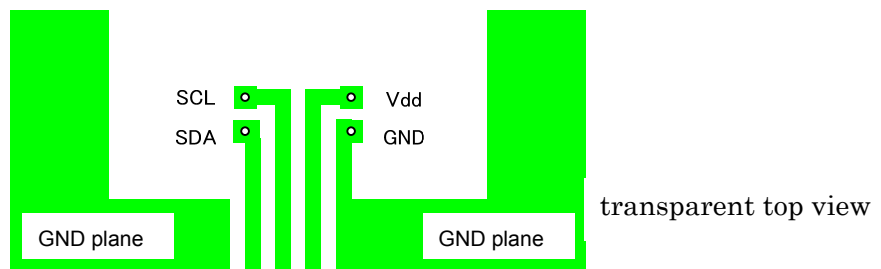 SCL
Vdd
SDA
GND
transparent top view
GND plane
GND plane